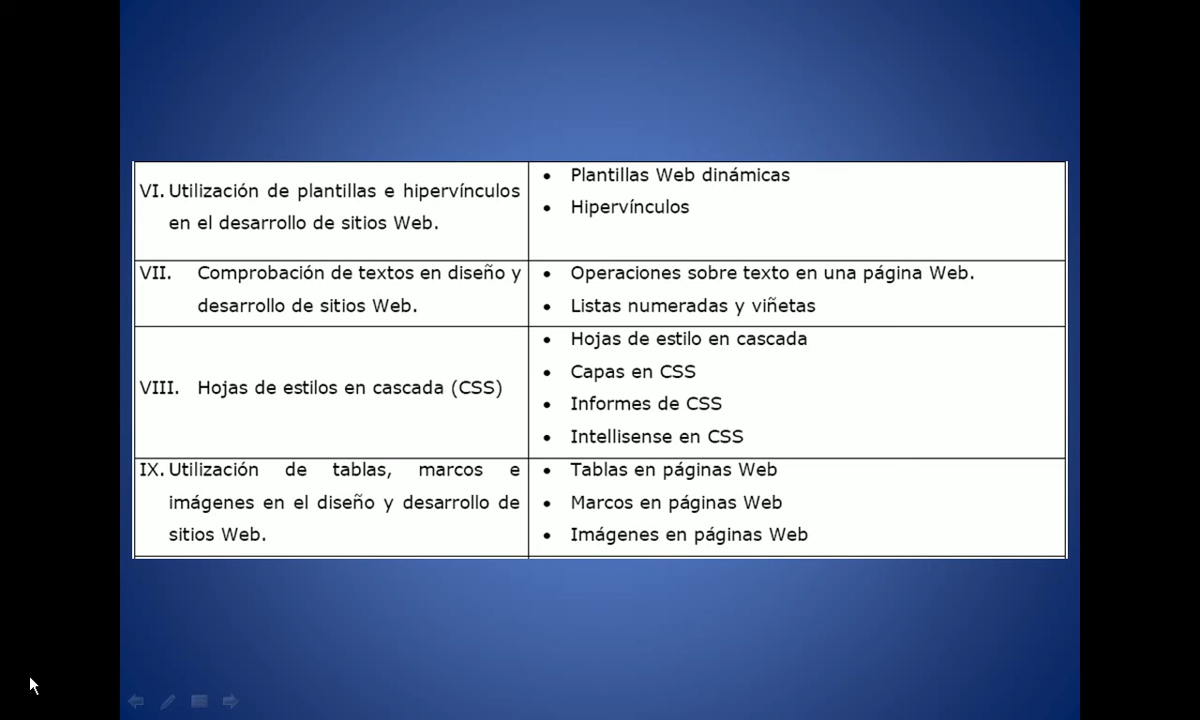 VI. Utilización de plantillas e hipervínculos
en el desarrollo de sitios Web.
• Plantillas Web dinámicas
• Hipervínculos
VII. Comprobación de textos en diseño y
desarrollo de sitios Web.
• Operaciones sobre texto en una página Web.
• Listas numeradas y viñetas
VIII. Hojas de estilos en cascada (CSS)
• Hojas de estilo en cascada
• Capas en CSS
• Informes de CSS
• Intellisense en CSS
IX. Utilización de tablas, marcos e
imágenes en el diseño y desarrollo de
sitios Web.
• Tablas en páginas Web
• Marcos en páginas Web
• Imágenes en páginas Web